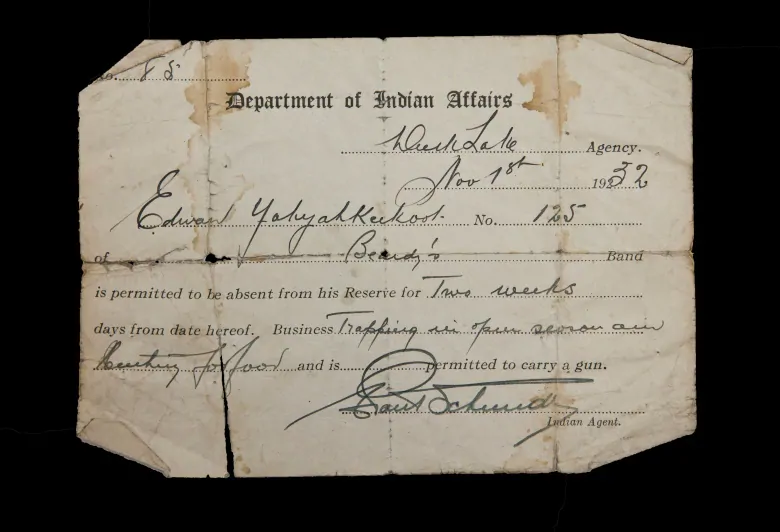 No. 88
Department of Indian Affairs
Duck Lake Agency.
Nov 1st 1932
Edward Yahyahkeekoot No. 125
of Beardy's Band
is permitted to be absent from his Reserve for Two weeks
days from date hereof. Business Trapping in open season and
Hunting for food and is permitted to carry a gun.
Schmidt
Indian Agent.